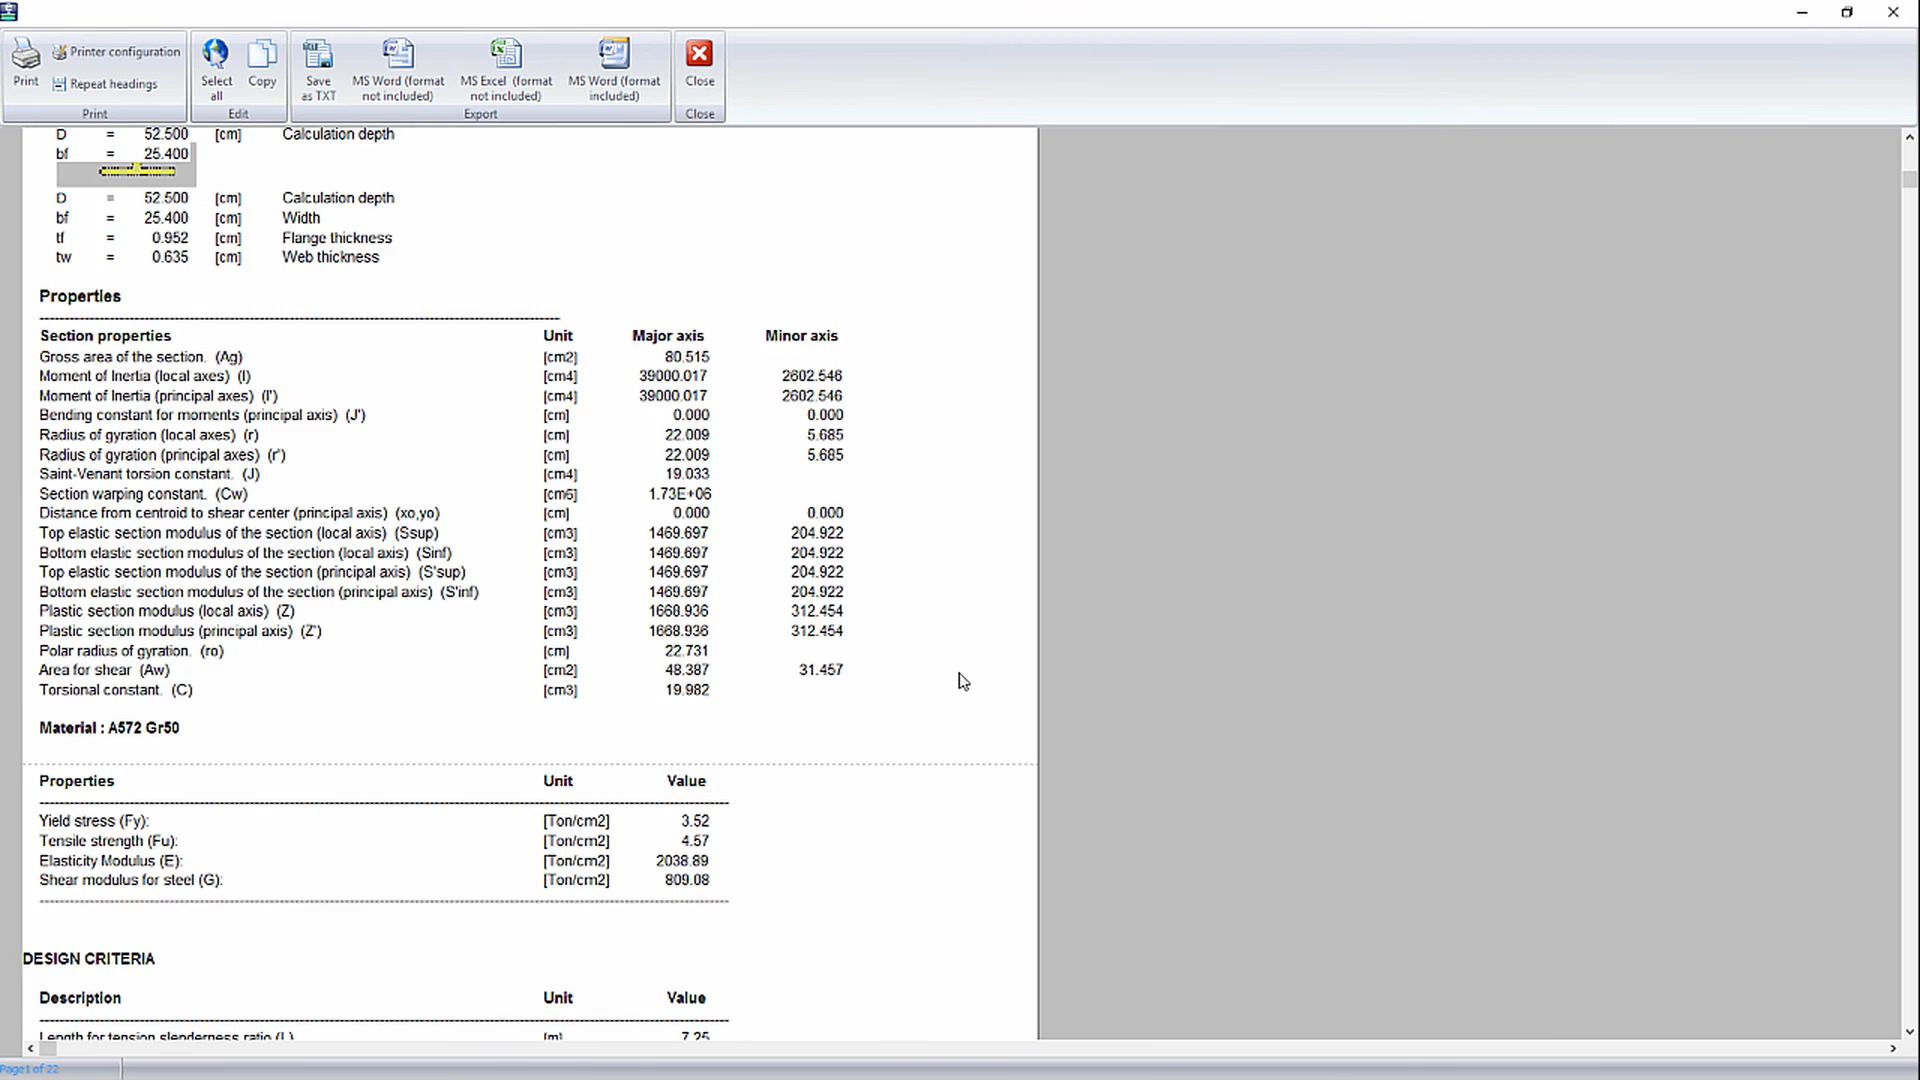 Print
Printer configuration
Repeat headings
Print
Select all
Copy
Edit
Save as TXT
MS Word (format not included)
MS Excel (format not included)
MS Word (format included)
Export
Close
Close
D = 52.500 [cm] Calculation depth
bf = 25.400
D = 52.500 [cm] Calculation depth
bf = 25.400 [cm] Width
tf = 0.952 [cm] Flange thickness
tw = 0.635 [cm] Web thickness
Properties
Section properties Unit Major axis Minor axis
Gross area of the section. (Ag) [cm2] 80.515
Moment of Inertia (local axes) (I) [cm4] 39000.017 2602.546
Moment of Inertia (principal axes) (I') [cm4] 39000.017 2602.546
Bending constant for moments (principal axis) (J') [cm] 0.000 0.000
Radius of gyration (local axes) (r) [cm] 22.009 5.685
Radius of gyration (principal axes) (r') [cm] 22.009 5.685
Saint-Venant torsion constant. (J) [cm4] 19.033
Section warping constant. (Cw) [cm6] 1.73E+06
Distance from centroid to shear center (principal axis) (xo,yo) [cm] 0.000 0.000
Top elastic section modulus of the section (local axis) (Ssup) [cm3] 1469.697 204.922
Bottom elastic section modulus of the section (local axis) (Sinf) [cm3] 1469.697 204.922
Top elastic section modulus of the section (principal axis) (S'sup) [cm3] 1469.697 204.922
Bottom elastic section modulus of the section (principal axis) (S'inf) [cm3] 1469.697 204.922
Plastic section modulus (local axis) (Z) [cm3] 1668.936 312.454
Plastic section modulus (principal axis) (Z') [cm3] 1668.936 312.454
Polar radius of gyration. (ro) [cm] 22.731
Area for shear (Aw) [cm2] 48.387 31.457
Torsional constant. (C) [cm3] 19.982
Material : A572 Gr50
Properties Unit Value
Yield stress (Fy): [Ton/cm2] 3.52
Tensile strength (Fu): [Ton/cm2] 4.57
Elasticity Modulus (E): [Ton/cm2] 2038.89
Shear modulus for steel (G): [Ton/cm2] 809.08
DESIGN CRITERIA
Description Unit Value
Length for tension slenderness ratio (L) [m] 7.25
Page1 of 22